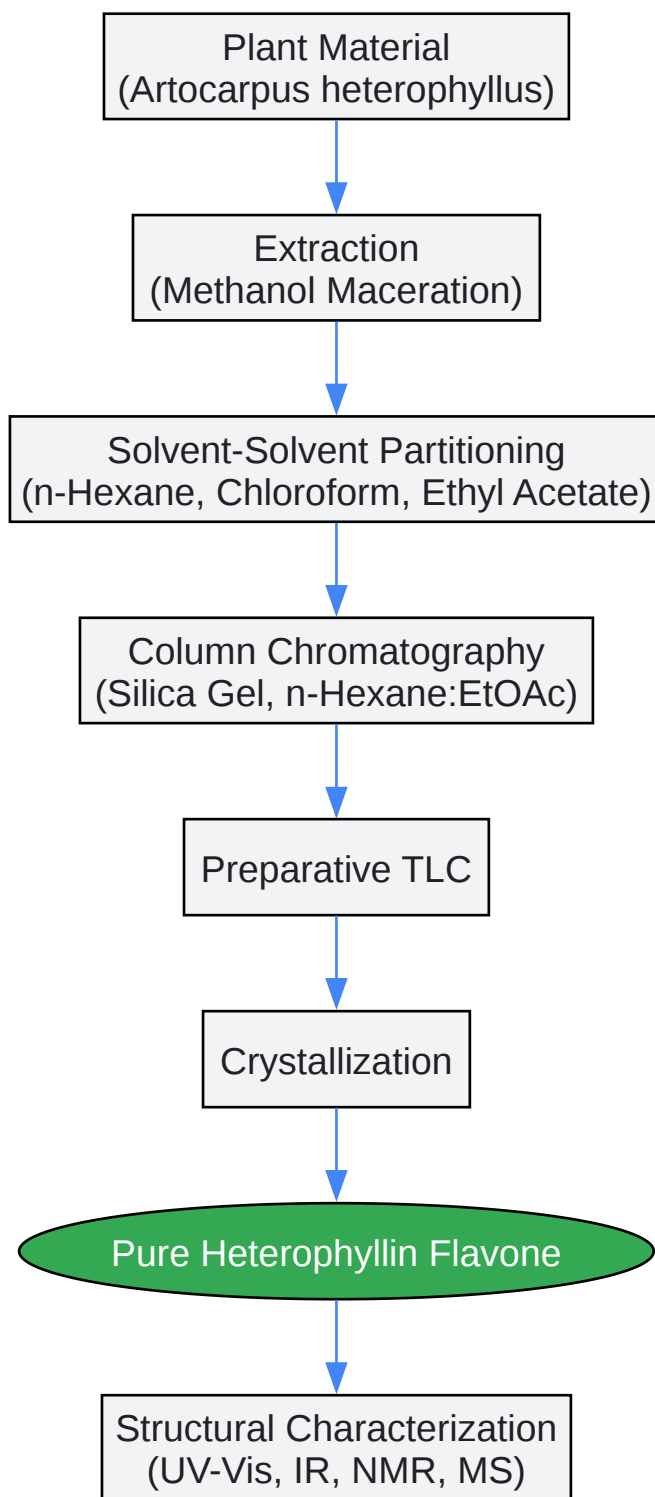 Plant Material
(Artocarpus heterophyllus)
Extraction
(Methanol Maceration)
Solvent-Solvent Partitioning
(n-Hexane, Chloroform, Ethyl Acetate)
Column Chromatography
(Silica Gel, n-Hexane:EtOAc)
Preparative TLC
Crystallization
Pure Heterophyllin Flavone
Structural Characterization
(UV-Vis, IR, NMR, MS)